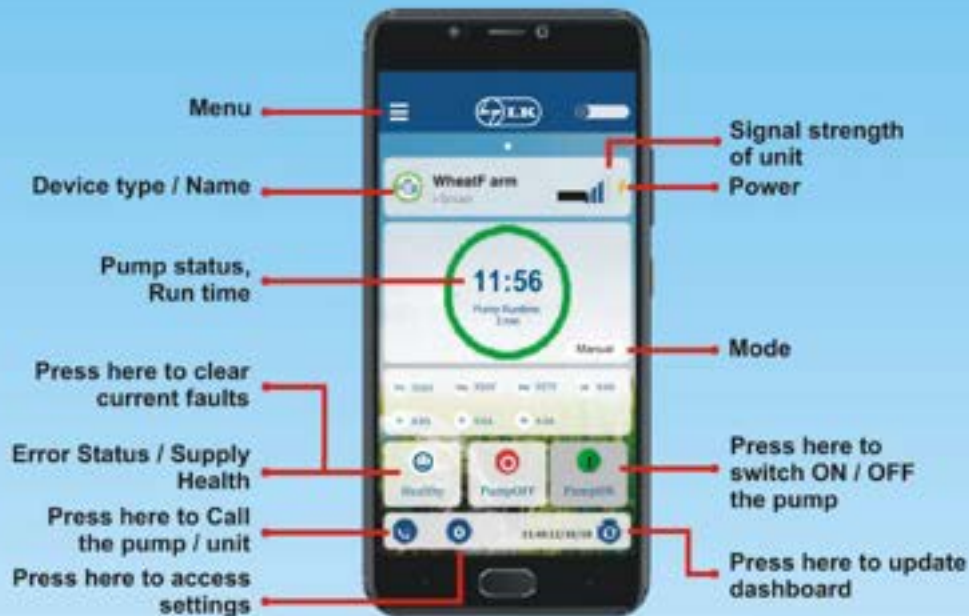 Menu
LK
Signal strength
of unit
Device type / Name
WheatF arm
Power
Pump status,
Run time
11:56
Pump Runtime
Manual
Mode
Press here to clear
current faults
Error Status / Supply
Health
Healthy
PumpOFF
PumpON
Press here to
switch ON / OFF
the pump
Press here to Call
the pump / unit
Press here to update
dashboard
Press here to access
settings